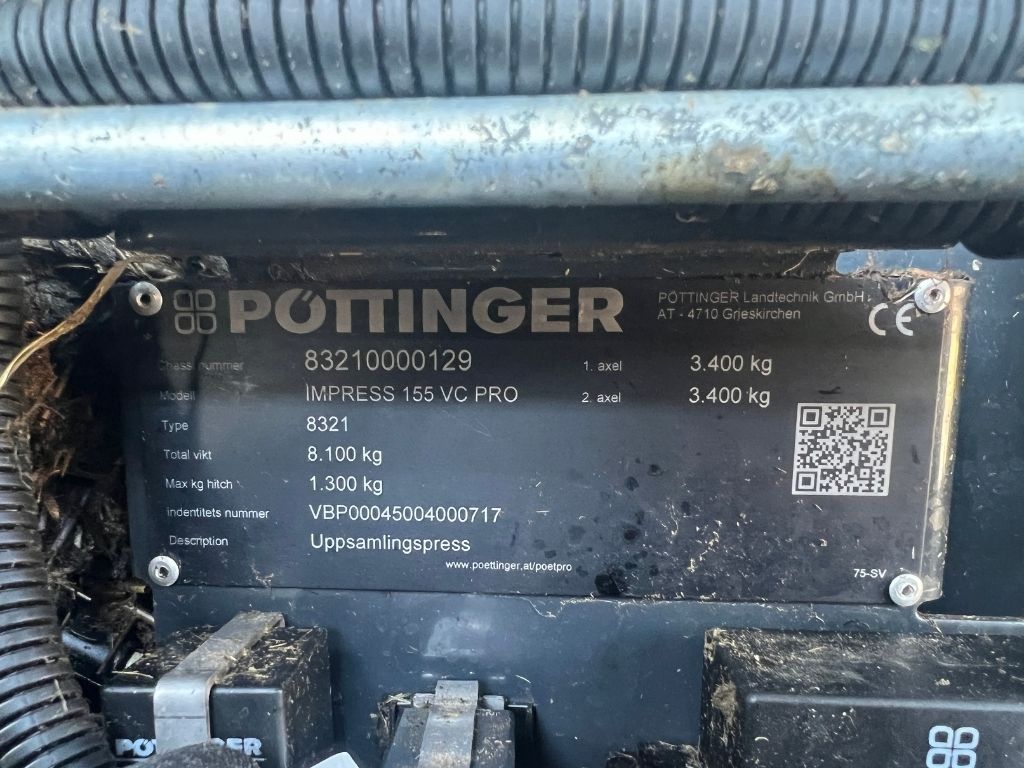 PÖTTINGER
PÖTTINGER Landtechnik GmbH
AT - 4710 Grieskirchen
CE
Chass nummer 83210000129 1. axel 3.400 kg
Modell IMPRESS 155 VC PRO 2. axel 3.400 kg
Type 8321
Total vikt 8.100 kg
Max kg hitch 1.300 kg
Indentitets nummer VBP00045004000717
Description Uppsamlingspress
www.poettinger.at/poetpro
75-SV
PÖTTINGER